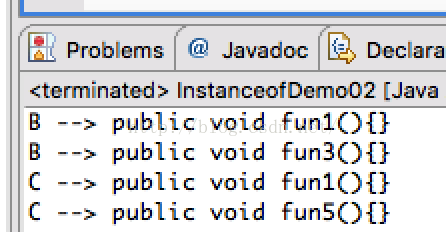 Problems @ Javadoc Declara
<terminated> InstanceofDemo02 [Java
B --> public void fun1(){}
B --> public void fun3(){}
C --> public void fun1(){}
C --> public void fun5(){}